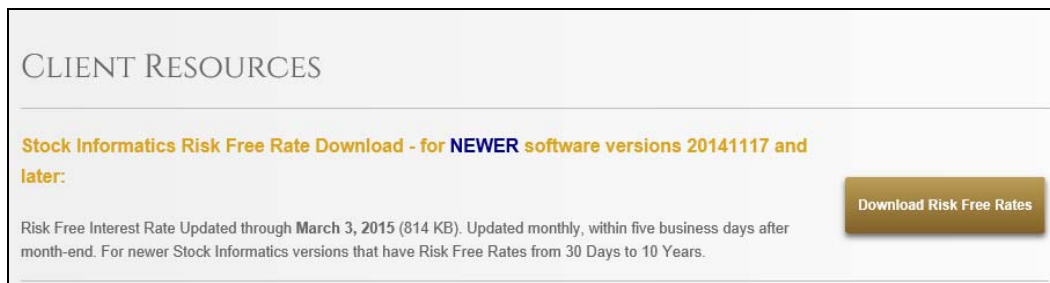 CLIENT RESOURCES
Stock Informatics Risk Free Rate Download - for NEWER software versions 20141117 and
later:
Download Risk Free Rates
Risk Free Interest Rate Updated through March 3, 2015 (814 KB). Updated monthly, within five business days after
month-end. For newer Stock Informatics versions that have Risk Free Rates from 30 Days to 10 Years.